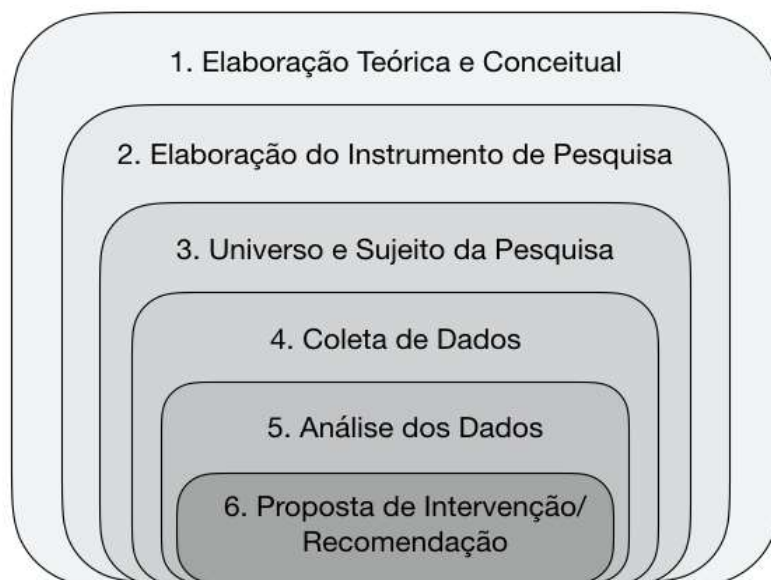 1. Elaboração Teórica e Conceitual
2. Elaboração do Instrumento de Pesquisa
3. Universo e Sujeito da Pesquisa
4. Coleta de Dados
5. Análise dos Dados
6. Proposta de Intervenção/
Recomendação